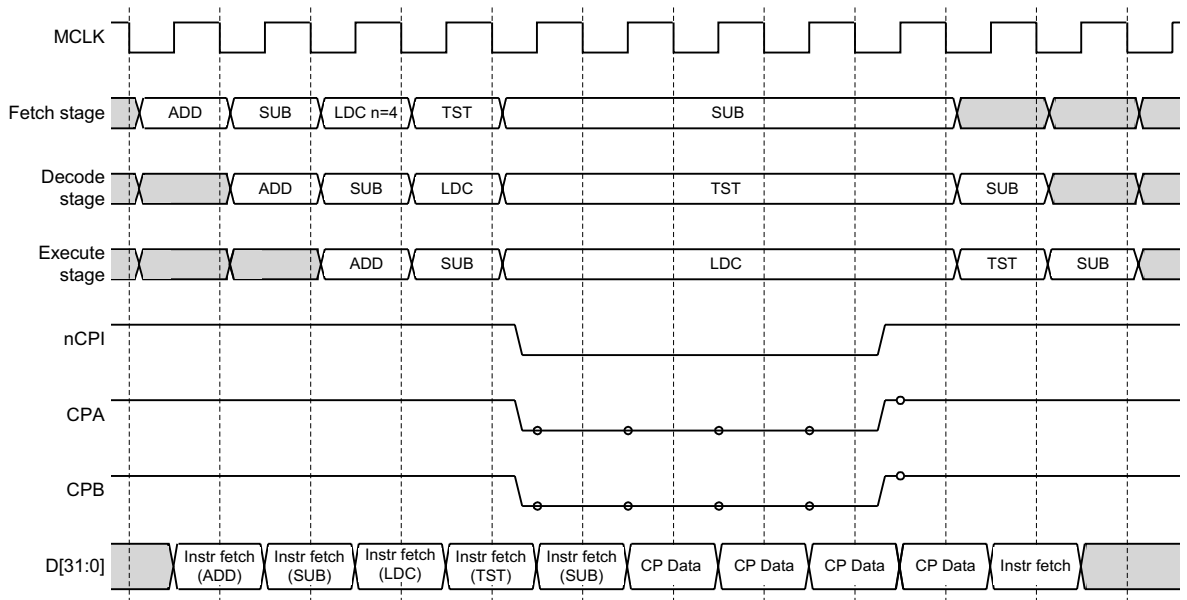 MCLK
Fetch stage
ADD
SUB
LDC n=4
TST
SUB
Decode
stage
ADD
SUB
LDC
TST
SUB
Execute
stage
ADD
SUB
LDC
TST
SUB
nCPI
CPA
CPB
D[31:0]
Instr fetch
(ADD)
Instr fetch
(SUB)
Instr fetch
(LDC)
Instr fetch
(TST)
Instr fetch
(SUB)
CP Data
CP Data
CP Data
CP Data
Instr fetch